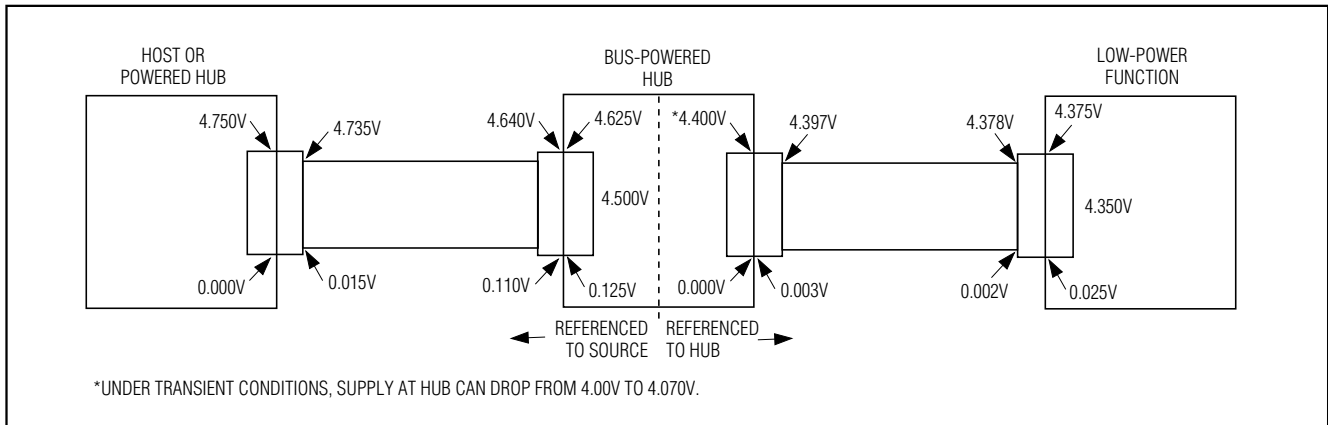 HOST OR
POWERED HUB
BUS-POWERED
HUB
LOW-POWER
FUNCTION
4.750V
4.735V
4.640V
4.625V
*4.400V
4.397V
4.378V
4.375V
4.500V
4.350V
0.000V
0.015V
0.110V
0.125V
0.000V
0.003V
0.002V
0.025V
REFERENCED
TO SOURCE
REFERENCED
TO HUB
*UNDER TRANSIENT CONDITIONS, SUPPLY AT HUB CAN DROP FROM 4.00V TO 4.070V.